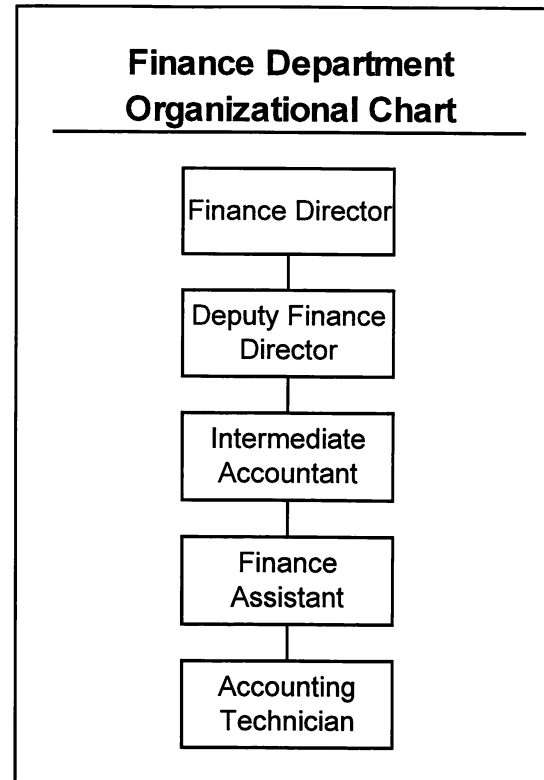 Finance Department
Organizational Chart
Finance Director
Deputy Finance
Director
Intermediate
Accountant
Finance
Assistant
Accounting
Technician